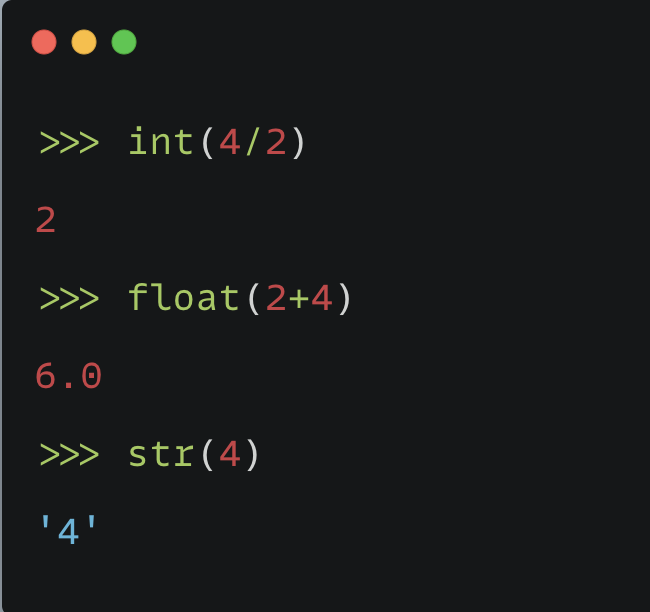 >>> int(4/2)
2
>>> float(2+4)
6.0
>>> str(4)
'4'